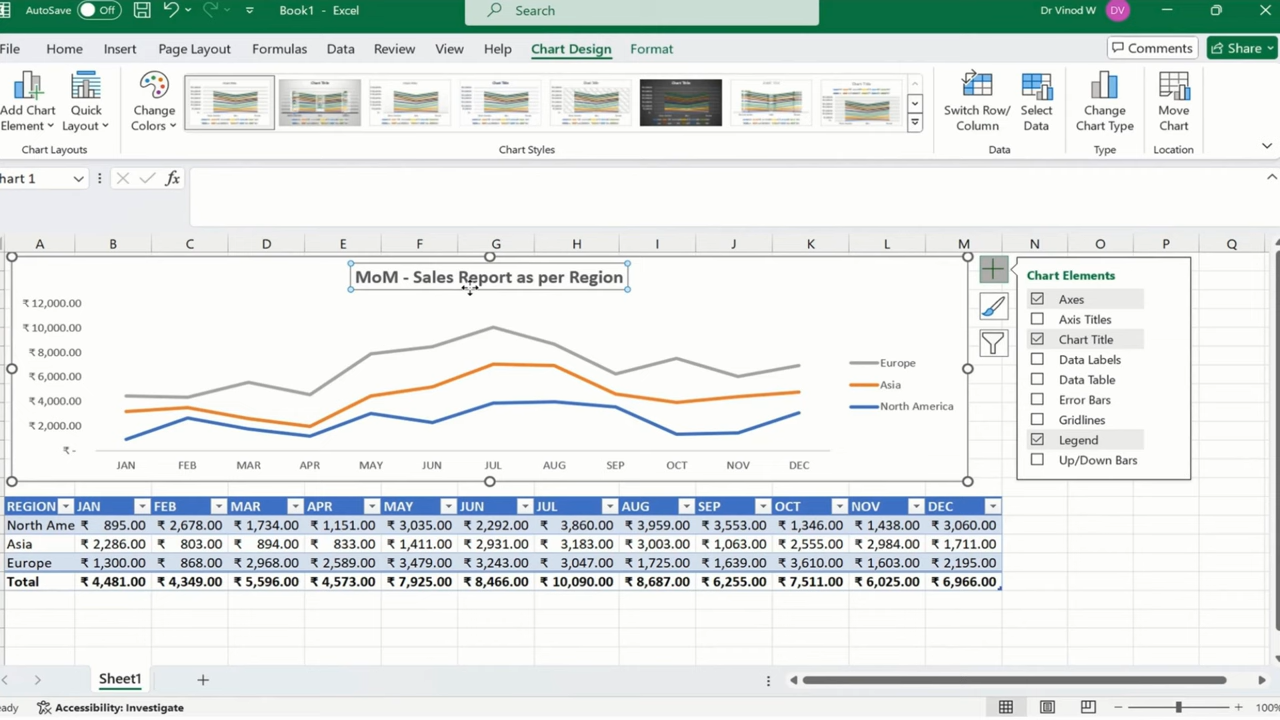 AutoSave Off Book1 - Excel Search Dr Vinod W DV
File Home Insert Page Layout Formulas Data Review View Help Chart Design Format Comments Share
Add Chart Element Quick Layout Change Colors Switch Row/ Column Select Data Change Chart Type Move Chart
Chart Layouts Chart Styles Data Type Location
hart 1 fx
A B C D E F G H I J K L M N O P Q
MoM - Sales Report as per Region
₹ 12,000.00
₹ 10,000.00
₹ 8,000.00
₹ 6,000.00
₹ 4,000.00
₹ 2,000.00
₹ -
JAN FEB MAR APR MAY JUN JUL AUG SEP OCT NOV DEC
Europe
Asia
North America
Chart Elements
Axes
Axis Titles
Chart Title
Data Labels
Data Table
Error Bars
Gridlines
Legend
Up/Down Bars
REGION JAN FEB MAR APR MAY JUN JUL AUG SEP OCT NOV DEC
North Ame ₹ 895.00 ₹ 2,678.00 ₹ 1,734.00 ₹ 1,151.00 ₹ 3,035.00 ₹ 2,292.00 ₹ 3,860.00 ₹ 3,959.00 ₹ 3,553.00 ₹ 1,346.00 ₹ 1,438.00 ₹ 3,060.00
Asia ₹ 2,286.00 ₹ 803.00 ₹ 894.00 ₹ 833.00 ₹ 1,411.00 ₹ 2,931.00 ₹ 3,183.00 ₹ 3,003.00 ₹ 1,063.00 ₹ 2,555.00 ₹ 2,984.00 ₹ 1,711.00
Europe ₹ 1,300.00 ₹ 868.00 ₹ 2,968.00 ₹ 2,589.00 ₹ 3,479.00 ₹ 3,243.00 ₹ 3,047.00 ₹ 1,725.00 ₹ 1,639.00 ₹ 3,610.00 ₹ 1,603.00 ₹ 2,195.00
Total ₹ 4,481.00 ₹ 4,349.00 ₹ 5,596.00 ₹ 4,573.00 ₹ 7,925.00 ₹ 8,466.00 ₹ 10,090.00 ₹ 8,687.00 ₹ 6,255.00 ₹ 7,511.00 ₹ 6,025.00 ₹ 6,966.00
Sheet1
eady Accessibility: Investigate 100%